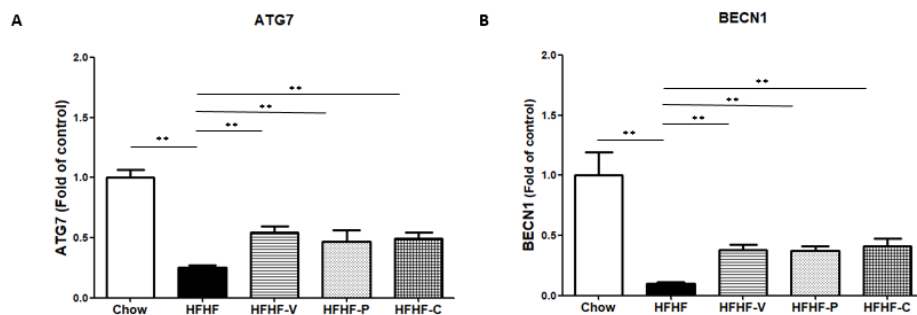 A
ATG7
ATG7 (Fold of control)
2.0
1.5
1.0
0.5
0.0
**
**
**
**
Chow
HFHF
HFHF-V
HFHF-P
HFHF-C
B
BECN1
BECN1 (Fold of control)
2.0
1.5
1.0
0.5
0.0
**
**
**
**
Chow
HFHF
HFHF-V
HFHF-P
HFHF-C